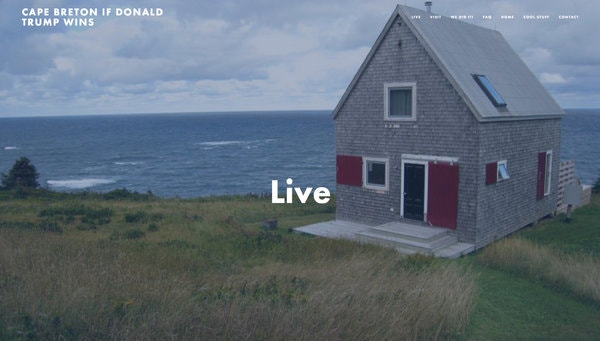 CAPE BRETON IF DONALD
TRUMP WINS
LIVE VISIT WE DID IT! FAQ HOME COOL STUFF CONTACT
Live